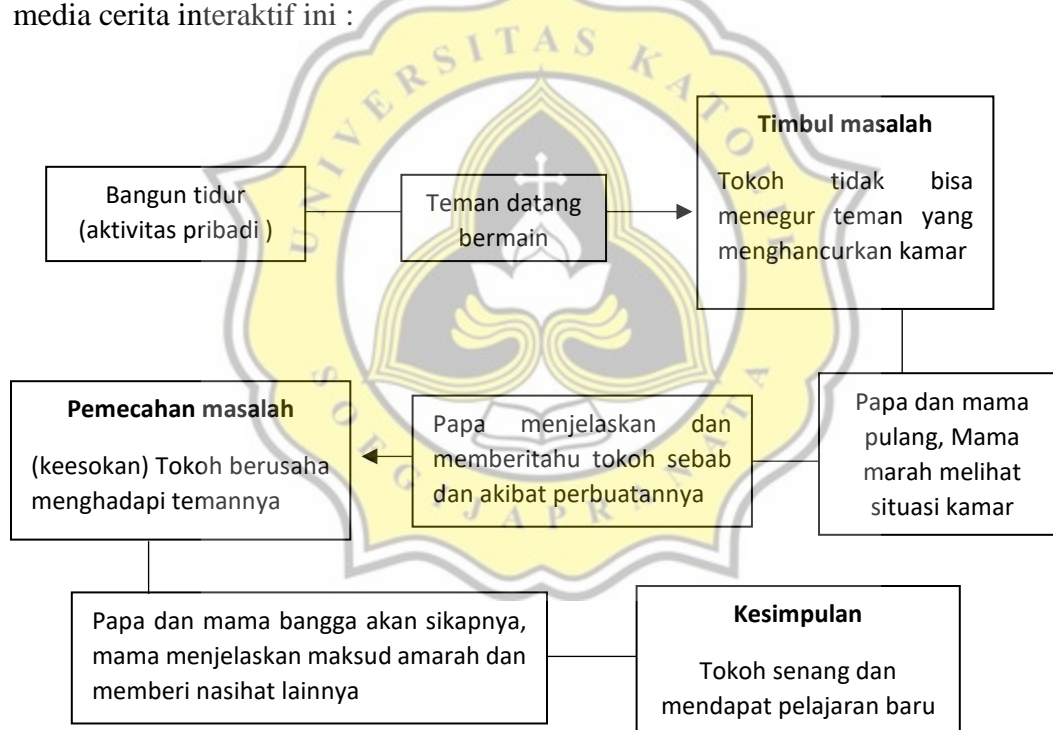 media cerita interaktif ini :
UNIVERSITAS KATOLIK
Bangun tidur
(aktivitas pribadi )
Teman datang
bermain
Timbul masalah
Tokoh tidak bisa
menegur teman yang
menghancurkan kamar
Papa dan mama
pulang, Mama
marah melihat
situasi kamar
Papa menjelaskan dan
memberitahu tokoh sebab
dan akibat perbuatannya
Pemecahan masalah
(keesokan) Tokoh berusaha
menghadapi temannya
SOEGIJAPRANATA
Papa dan mama bangga akan sikapnya,
mama menjelaskan maksud amarah dan
memberi nasihat lainnya
Kesimpulan
Tokoh senang dan
mendapat pelajaran baru